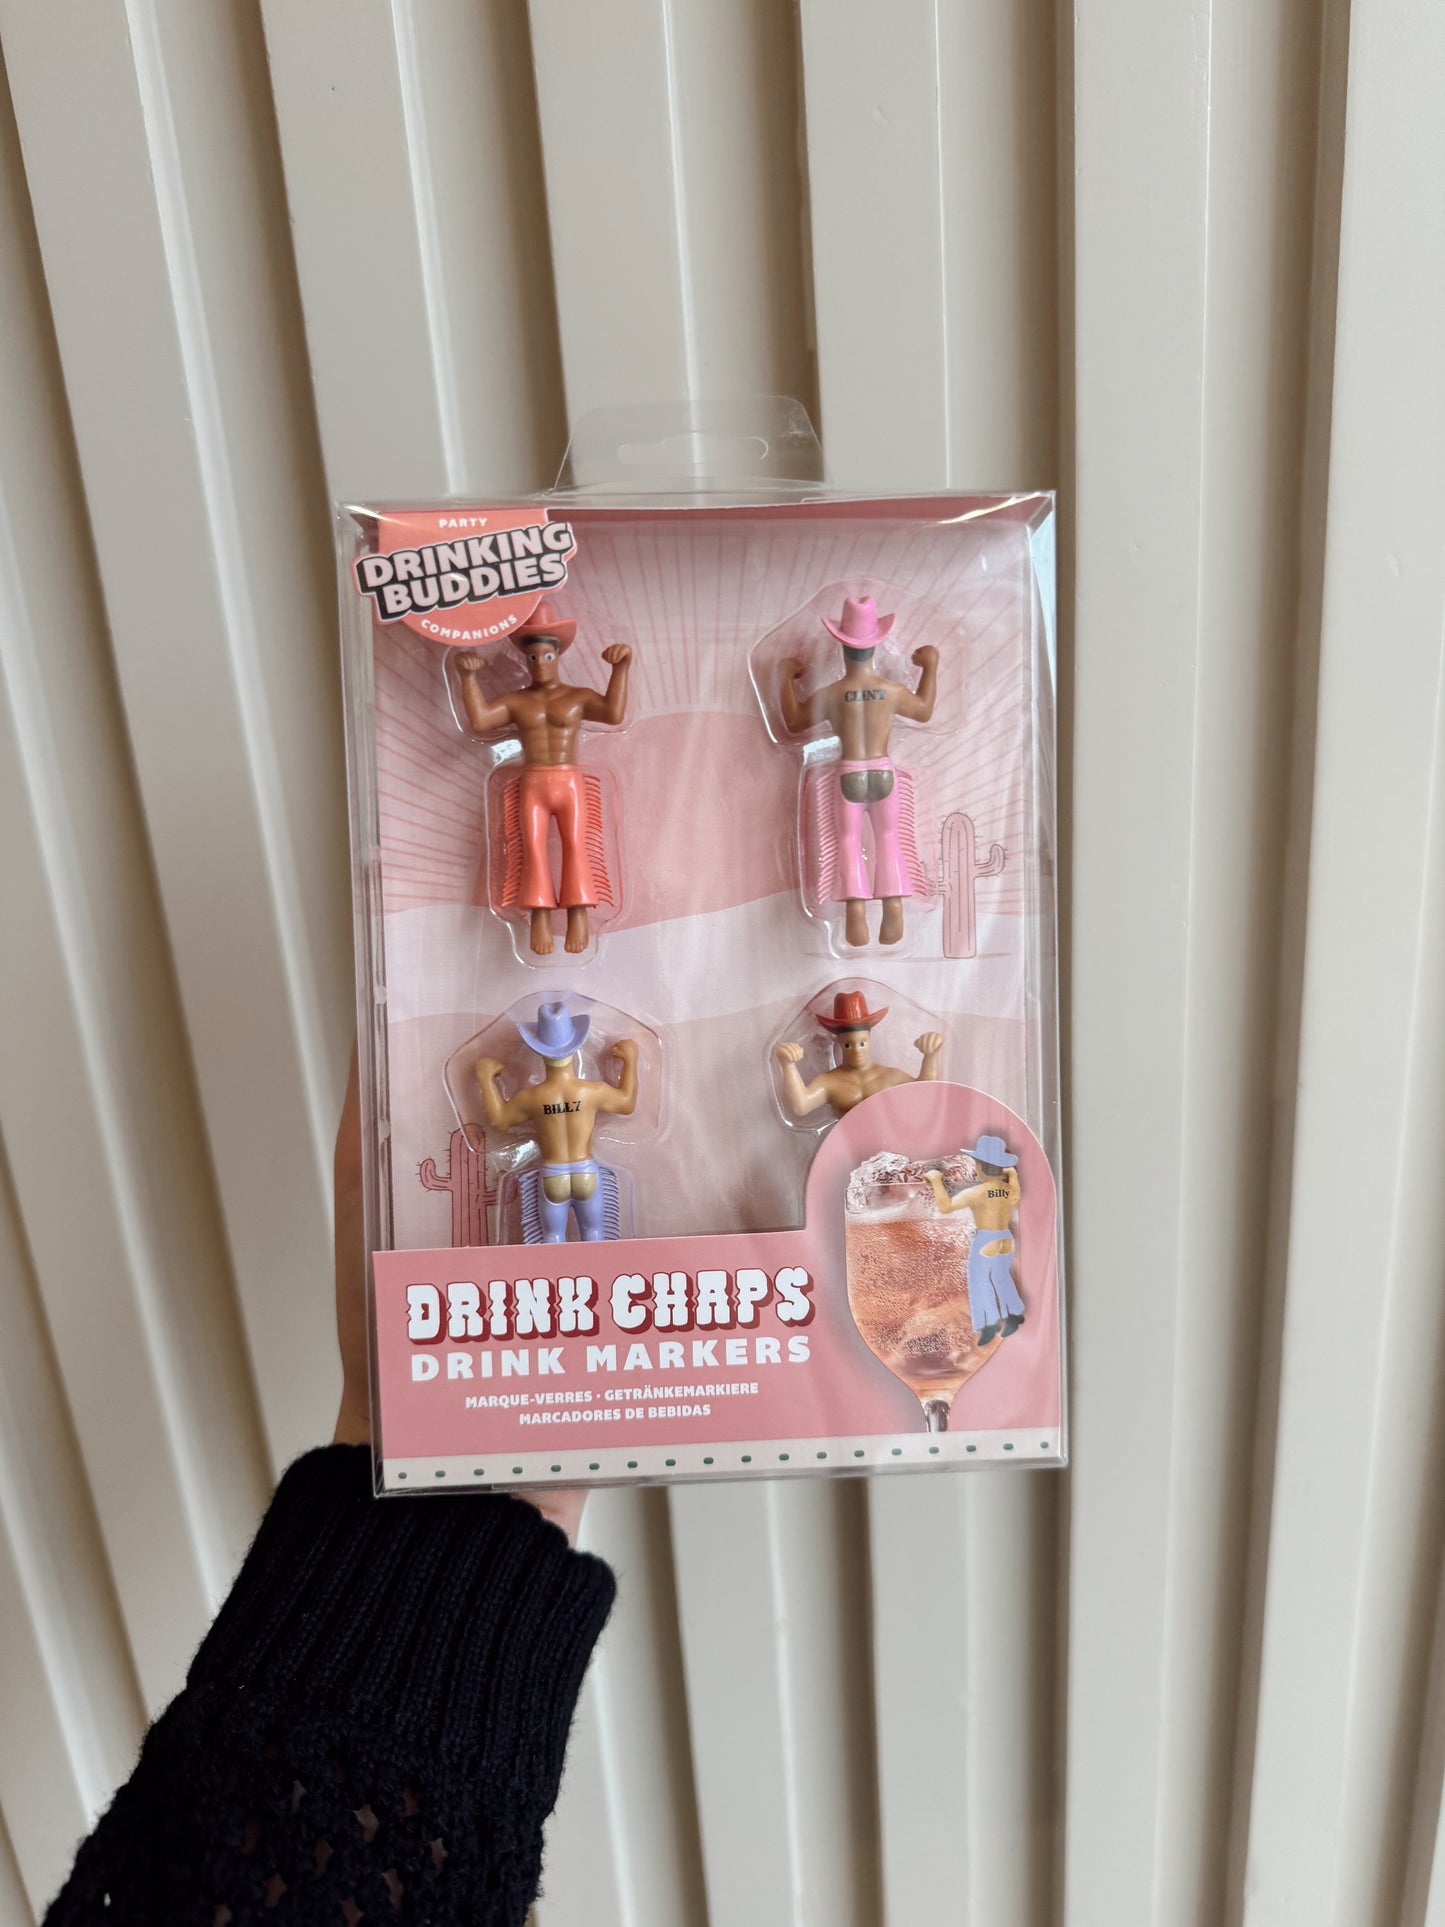 PARTY
DRINKING
BUDDIES
COMPANIONS
CLINT
BILLY
Billy
DRINK CHAPS
DRINK MARKERS
MARQUE-VERRES · GETRÄNKEMARKIERE
MARCADORES DE BEBIDAS